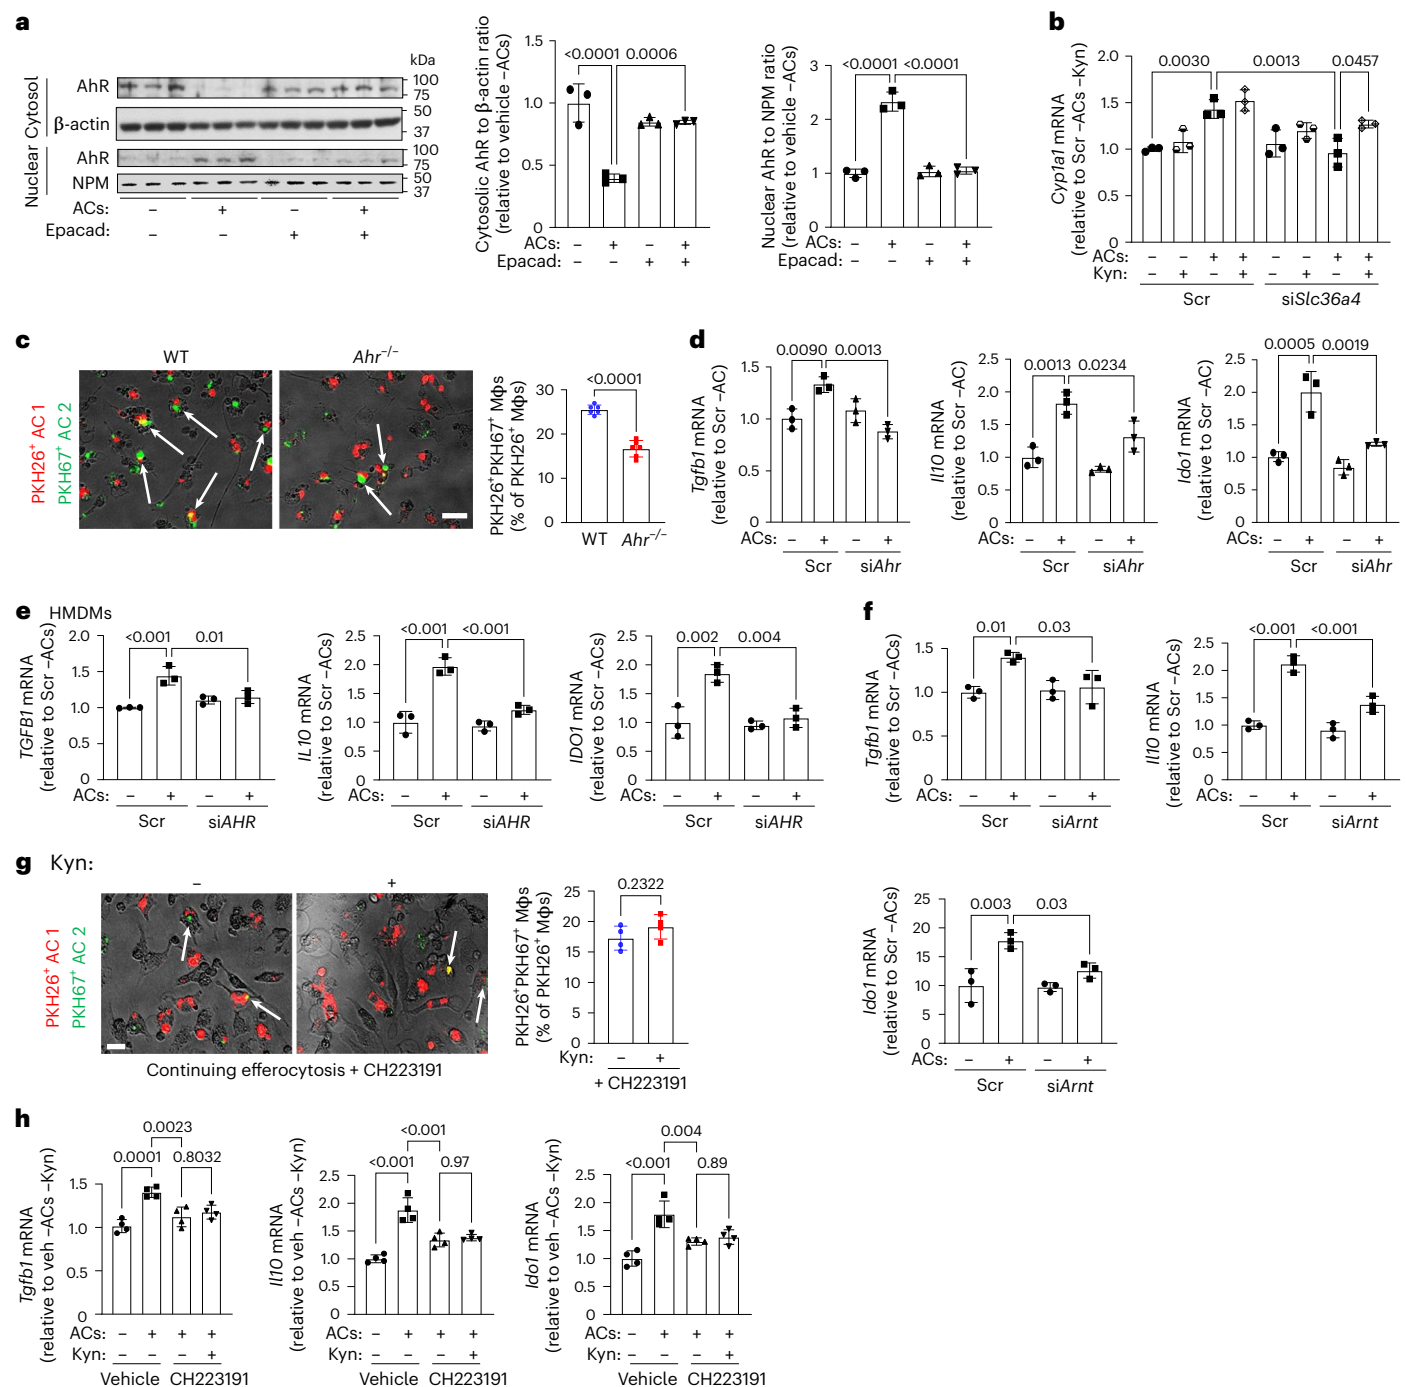 a
kDa
Cytosol
AhR
100
75
β-actin
50
37
Nuclear
AhR
100
75
NPM
50
37
ACs: – + – +
Epacad: – – + +
Cytosolic AhR to β-actin ratio
(relative to vehicle –ACs)
<0.0001 0.0006
1.5
1.0
0.5
0
ACs: – + – +
Epacad: – – + +
Nuclear AhR to NPM ratio
(relative to vehicle –ACs)
<0.0001 <0.0001
3
2
1
0
ACs: – + – +
Epacad: – – + +
b
Cyp1a1 mRNA
(relative to Scr –ACs –Kyn)
0.0030 0.0013 0.0457
2.0
1.5
1.0
0.5
0
ACs: – – + + – – + +
Kyn: – + – + – + – +
Scr siSlc36a4
c
WT Ahr–/–
PKH26+ AC 1
PKH67+ AC 2
PKH26+PKH67+ Mφs
(% of PKH26+ Mφs)
<0.0001
30
20
10
0
WT Ahr–/–
d
Tgfb1 mRNA
(relative to Scr –AC)
0.0090 0.0013
1.5
1.0
0.5
0
ACs: – + – +
Scr siAhr
Il10 mRNA
(relative to Scr –AC)
0.0013 0.0234
2.5
2.0
1.5
1.0
0.5
0
ACs: – + – +
Scr siAhr
Ido1 mRNA
(relative to Scr –AC)
0.0005 0.0019
2.5
2.0
1.5
1.0
0.5
0
ACs: – + – +
Scr siAhr
e HMDMs
TGFB1 mRNA
(relative to Scr –ACs)
<0.001 0.01
2.0
1.5
1.0
0.5
0
ACs: – + – +
Scr siAHR
IL10 mRNA
(relative to Scr –ACs)
<0.001 <0.001
2.5
2.0
1.5
1.0
0.5
0
ACs: – + – +
Scr siAHR
IDO1 mRNA
(relative to Scr –ACs)
0.002 0.004
2.5
2.0
1.5
1.0
0.5
0
ACs: – + – +
Scr siAHR
f
Tgfb1 mRNA
(relative to Scr –ACs)
0.01 0.03
1.5
1.0
0.5
0
ACs: – + – +
Scr siArnt
Il10 mRNA
(relative to Scr –ACs)
<0.001 <0.001
2.5
2.0
1.5
1.0
0.5
0
ACs: – + – +
Scr siArnt
Ido1 mRNA
(relative to Scr –ACs)
0.003 0.03
25
20
15
10
5
0
ACs: – + – +
Scr siArnt
g Kyn:
– +
PKH26+ AC 1
PKH67+ AC 2
Continuing efferocytosis + CH223191
PKH26+PKH67+ Mφs
(% of PKH26+ Mφs)
0.2322
25
20
15
10
5
0
Kyn: – +
+ CH223191
h
Tgfb1 mRNA
(relative to veh –ACs –Kyn)
0.0023
0.0001 0.8032
1.5
1.0
0.5
0
ACs: – + + +
Kyn: – – – +
Vehicle CH223191
Il10 mRNA
(relative to veh –ACs –Kyn)
<0.001
<0.001 0.97
2.5
2.0
1.5
1.0
0.5
0
ACs: – + + +
Kyn: – – – +
Vehicle CH223191
Ido1 mRNA
(relative to veh –ACs –Kyn)
0.004
<0.001 0.89
2.5
2.0
1.5
1.0
0.5
0
ACs: – + + +
Kyn: – – – +
Vehicle CH223191